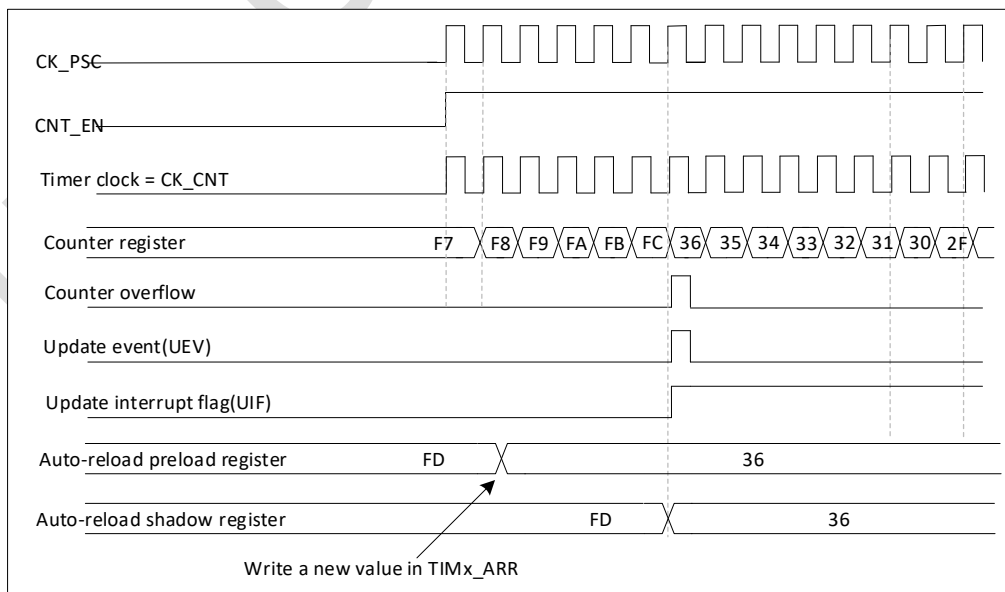 CK_PSC
CNT_EN
Timer clock = CK_CNT
Counter register F7 F8 F9 FA FB FC 36 35 34 33 32 31 30 2F
Counter overflow
Update event(UEV)
Update interrupt flag(UIF)
Auto-reload preload register FD 36
Auto-reload shadow register FD 36
Write a new value in TIMx_ARR